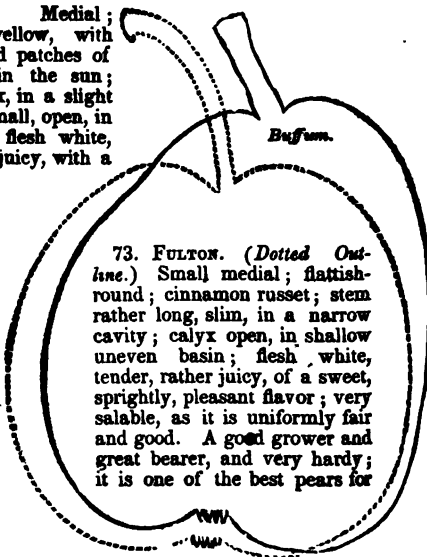 Medial ;
yellow, with
patches of
in the sun ;
in a slight
small, open, in
flesh white,
juicy, with a
Buffum.
73. Fulton. (Dotted Out-
line.) Small medial ; flattish-
round ; cinnamon russet ; stem
rather long, slim, in a narrow
cavity ; calyx open, in shallow
uneven basin ; flesh white,
tender, rather juicy, of a sweet,
sprightly, pleasant flavor ; very
salable, as it is uniformly fair
and good. A good grower and
great bearer, and very hardy ;
it is one of the best pears for